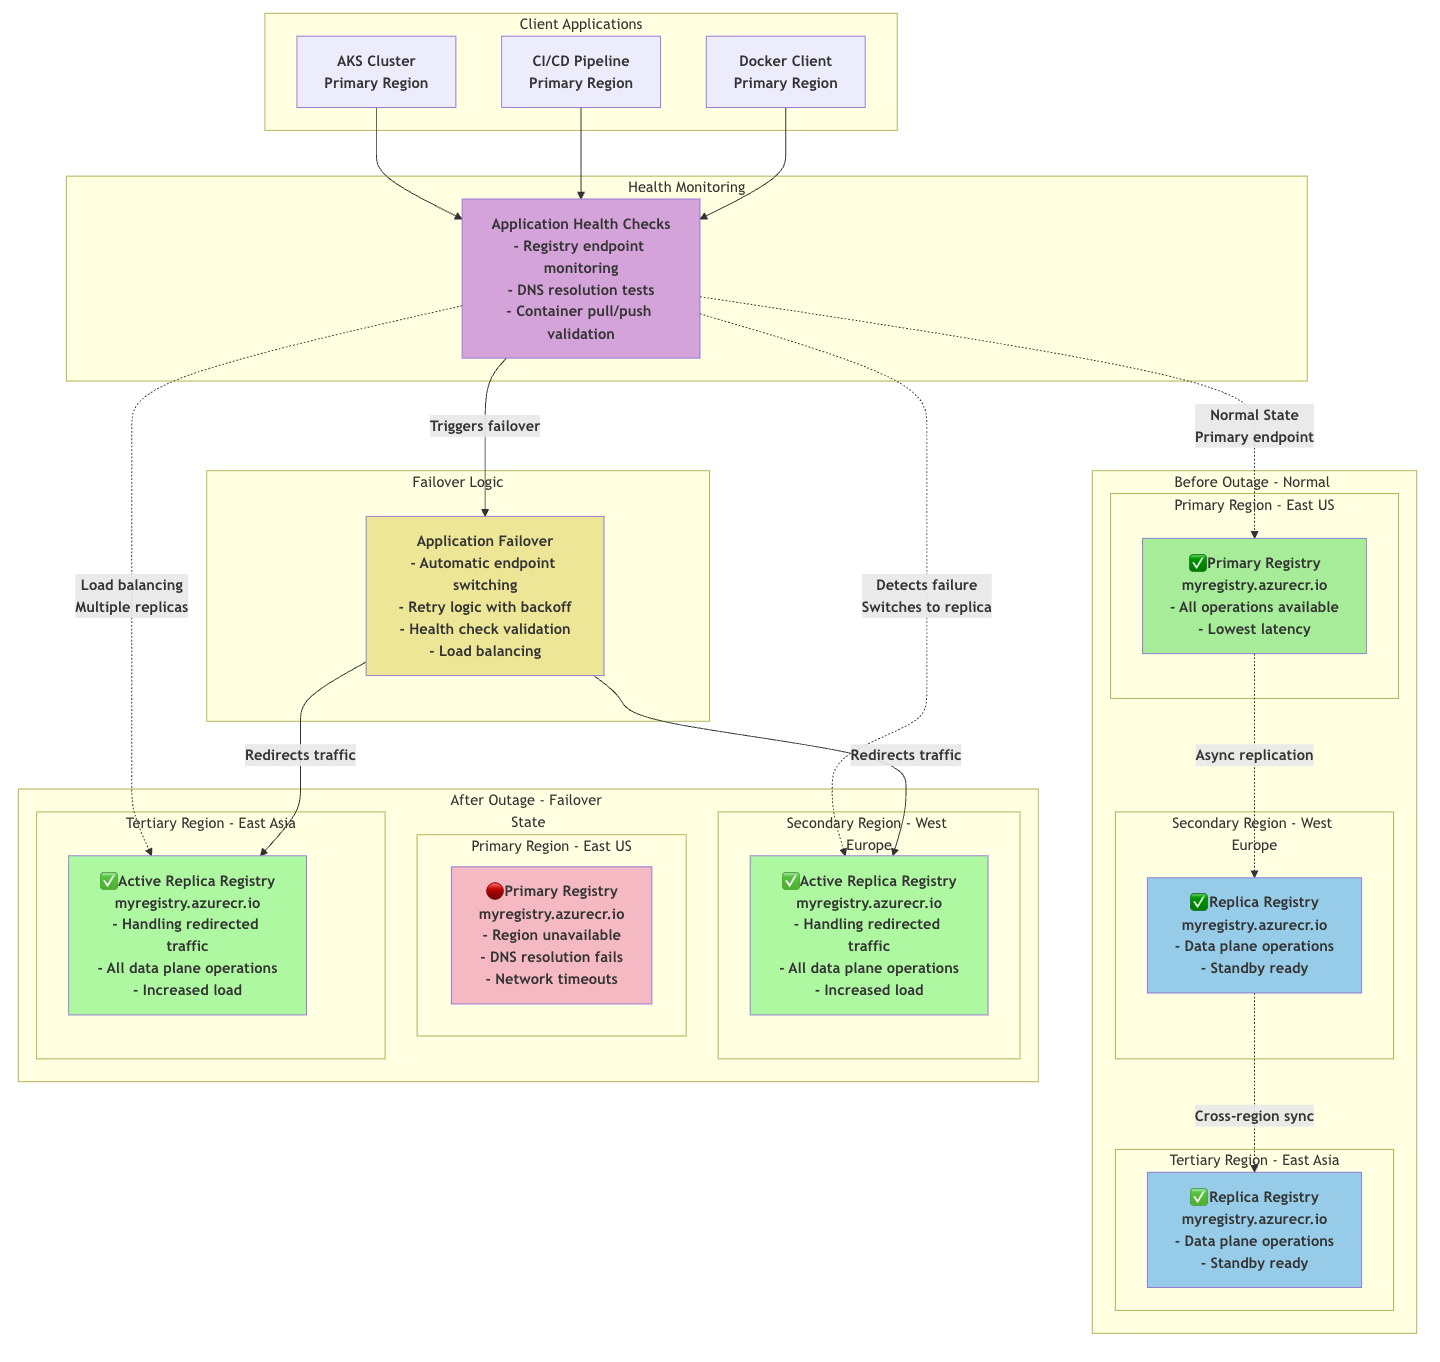 Client Applications
AKS Cluster
Primary Region
CI/CD Pipeline
Primary Region
Docker Client
Primary Region
Health Monitoring
Application Health Checks
- Registry endpoint
monitoring
- DNS resolution tests
- Container pull/push
validation
Triggers failover
Normal State
Primary endpoint
Failover Logic
Application Failover
- Automatic endpoint
switching
- Retry logic with backoff
- Health check validation
- Load balancing
Load balancing
Multiple replicas
Detects failure
Switches to replica
Before Outage - Normal
Primary Region - East US
✅Primary Registry
myregistry.azurecr.io
- All operations available
- Lowest latency
Redirects traffic
Redirects traffic
Async replication
After Outage - Failover
State
Tertiary Region - East Asia
✅Active Replica Registry
myregistry.azurecr.io
- Handling redirected
traffic
- All data plane operations
- Increased load
Primary Region - East US
🔴Primary Registry
myregistry.azurecr.io
- Region unavailable
- DNS resolution fails
- Network timeouts
Secondary Region - West
Europe
✅Active Replica Registry
myregistry.azurecr.io
- Handling redirected
traffic
- All data plane operations
- Increased load
Secondary Region - West
Europe
✅Replica Registry
myregistry.azurecr.io
- Data plane operations
- Standby ready
Cross-region sync
Tertiary Region - East Asia
✅Replica Registry
myregistry.azurecr.io
- Data plane operations
- Standby ready